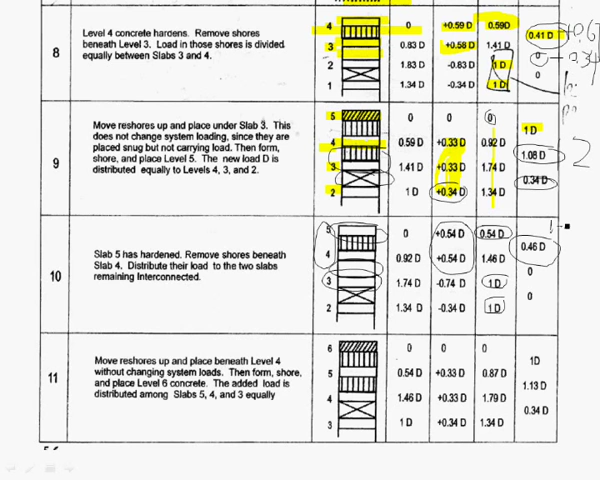 8
Level 4 concrete hardens. Remove shores
beneath Level 3. Load in those shores is divided
equally between Slabs 3 and 4.
4 0 +0.59 D 0.59D 0.41 D
3 0.83 D +0.58 D 1.41 D 0
2 1.83 D -0.83 D 1 D 0
1 1.34 D -0.34 D 1 D
9
Move reshores up and place under Slab 3. This
does not change system loading, since they are
placed snug but not carrying load. Then form,
shore, and place Level 5. The new load D is
distributed equally to Levels 4, 3, and 2.
5 0 0 0 1D
4 0.59 D +0.33 D 0.92 D 1.08 D 2
3 1.41 D +0.33 D 1.74 D 0.34 D
2 1 D +0.34 D 1.34 D
10
Slab 5 has hardened. Remove shores beneath
Slab 4. Distribute their load to the two slabs
remaining Interconnected.
5 0 +0.54 D 0.54 D 0.46 D
4 0.92 D +0.54 D 1.46 D 0
3 1.74 D -0.74 D 1 D 0
2 1.34 D -0.34 D 1 D
11
Move reshores up and place beneath Level 4
without changing system loads. Then form, shore,
and place Level 6 concrete. The added load is
distributed among Slabs 5, 4, and 3 equally
6 0 0 0 1D
5 0.54 D +0.33 D 0.87 D 1.13 D
4 1.46 D +0.33 D 1.79 D 0.34 D
3 1 D +0.34 D 1.34 D